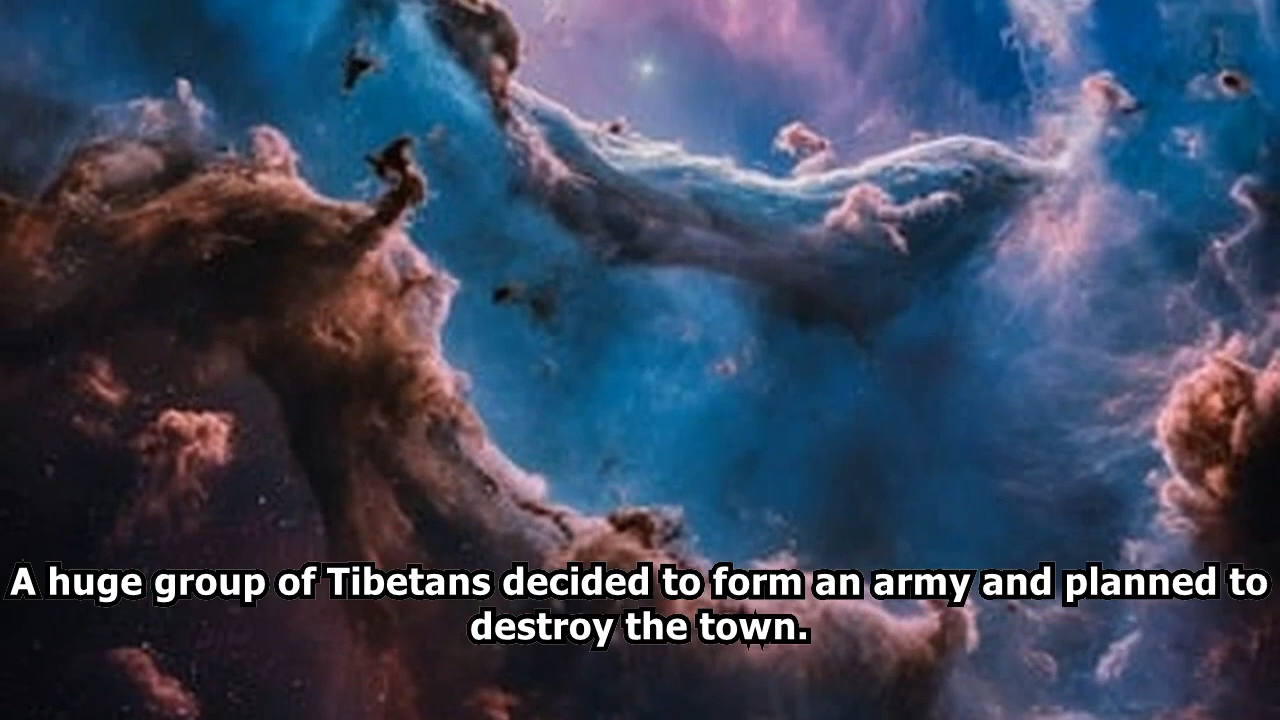 A huge group of Tibetans decided to form an army and planned to
destroy the town.